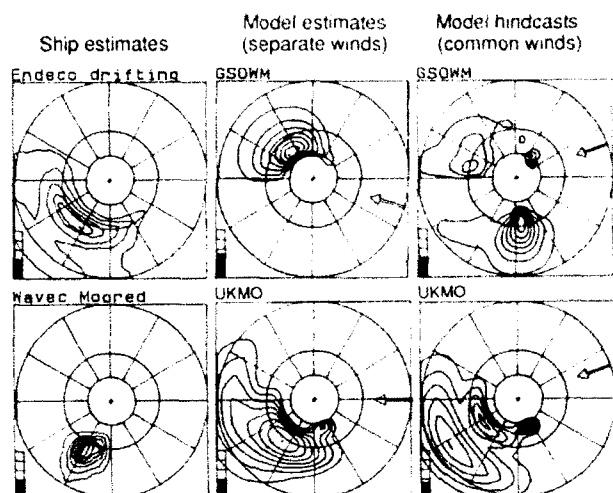 Ship estimates
Model estimates
(separate winds)
Model hindcasts
(common winds)
Endeco drifting
GSOWM
GSOWM
Wavec Moored
UKMO
UKMO